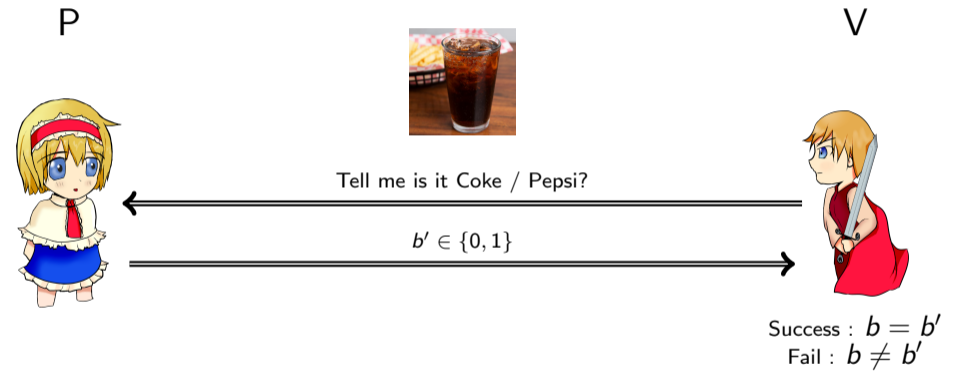 P
V
Tell me is it Coke / Pepsi?
b′ ∈ {0, 1}
Success : b = b′
Fail : b ≠ b′